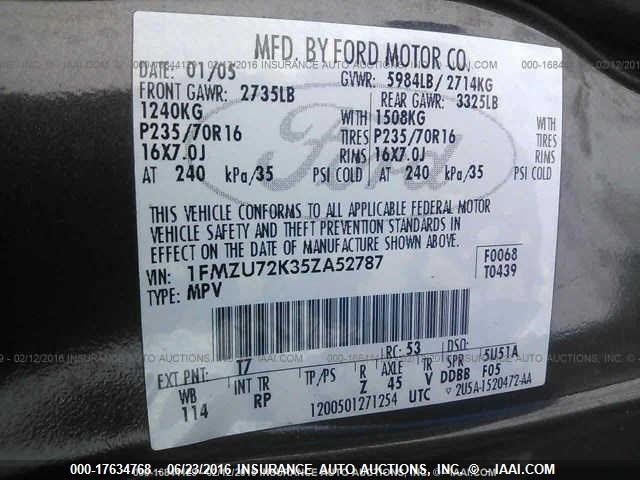 MFD. BY FORD MOTOR CO.
DATE: 01/05 GVWR: 5984LB/ 2714KG
FRONT GAWR: 2735LB REAR GAWR: 3325LB
1240KG WITH 1508KG WITH
P235/70R16 TIRES P235/70R16 TIRES
16X7.0J RIMS 16X7.0J RIMS
AT 240 kPa/35 PSI COLD AT 240 kPa/35 PSI COLD
Ford
THIS VEHICLE CONFORMS TO ALL APPLICABLE FEDERAL MOTOR
VEHICLE SAFETY AND THEFT PREVENTION STANDARDS IN
EFFECT ON THE DATE OF MANUFACTURE SHOWN ABOVE.
VIN: 1FMZU72K35ZA52787 F0068
TYPE: MPV T0439
EXT PNT: T7 RC: 53 DSO:
WB INT TR TP/PS R AXLE TR SPR 5U51A
114 RP Z 45 V DDBB F05
1200501271254 UTC 2U5A-1520472-AA
000-17634768 - 06/23/2016 INSURANCE AUTO AUCTIONS, INC. - © - IAAI.COM